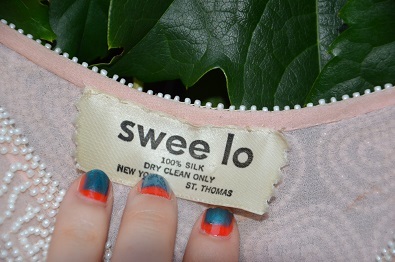 swee lo
100% SILK
DRY CLEAN ONLY
NEW YORK ST. THOMAS